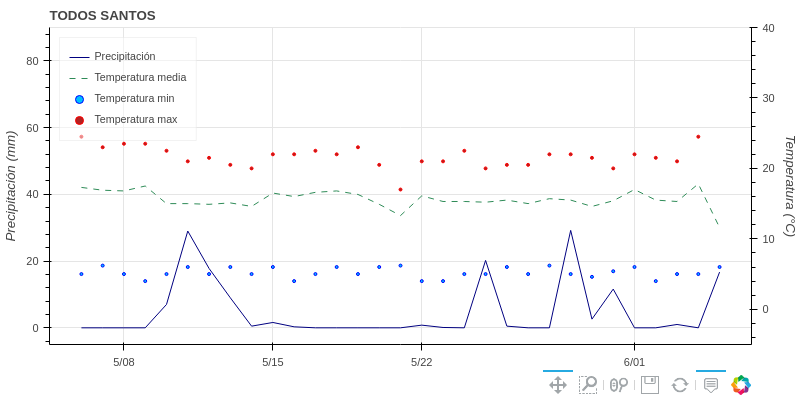 TODOS SANTOS
Precipitación
Temperatura media
Temperatura min
Temperatura max
Precipitación (mm)
80
60
40
20
0
40
30
20
10
0
Temperatura (°C)
5/08
5/15
5/22
6/01